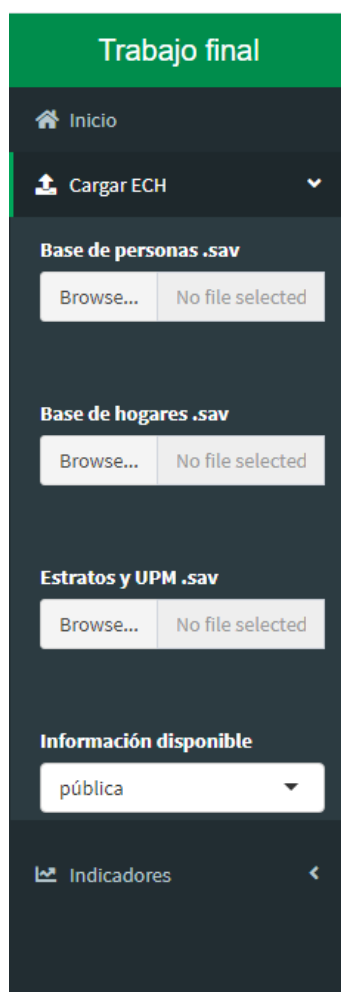 Trabajo final
Inicio
Cargar ECH
Base de personas .sav
Browse... No file selected
Base de hogares .sav
Browse... No file selected
Estratos y UPM .sav
Browse... No file selected
Información disponible
pública
Indicadores